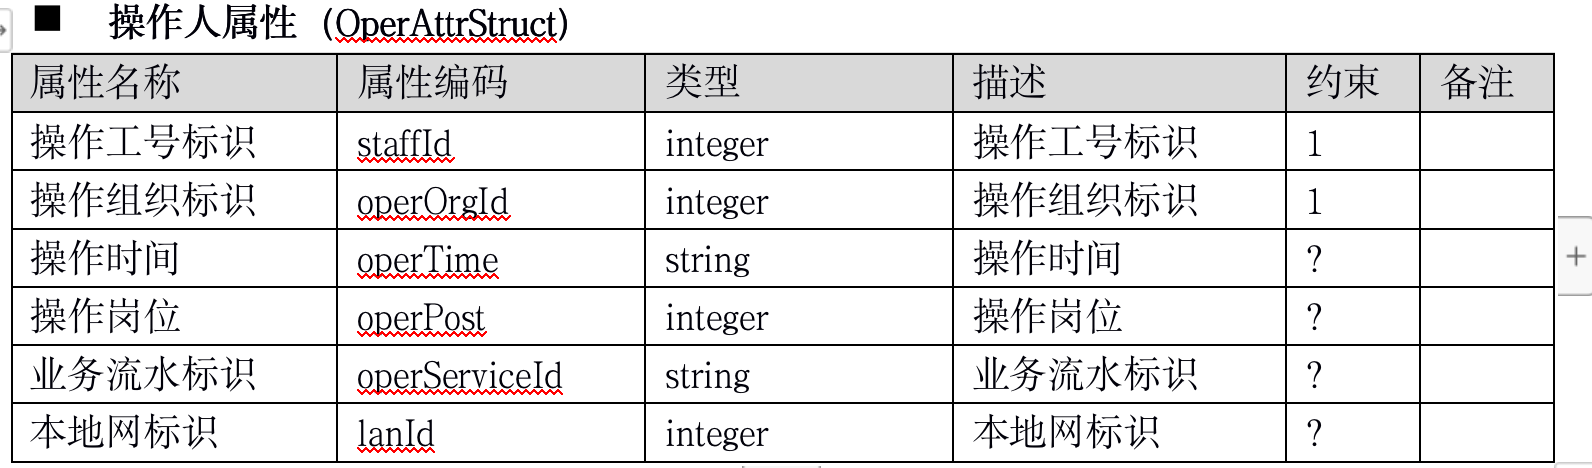 ■ 操作人属性（OperAttrStruct）
属性名称 属性编码 类型 描述 约束 备注
操作工号标识 staffId integer 操作工号标识 1
操作组织标识 operOrgId integer 操作组织标识 1
操作时间 operTime string 操作时间 ?
操作岗位 operPost integer 操作岗位 ?
业务流水标识 operServiceId string 业务流水标识 ?
本地网标识 lanId integer 本地网标识 ?